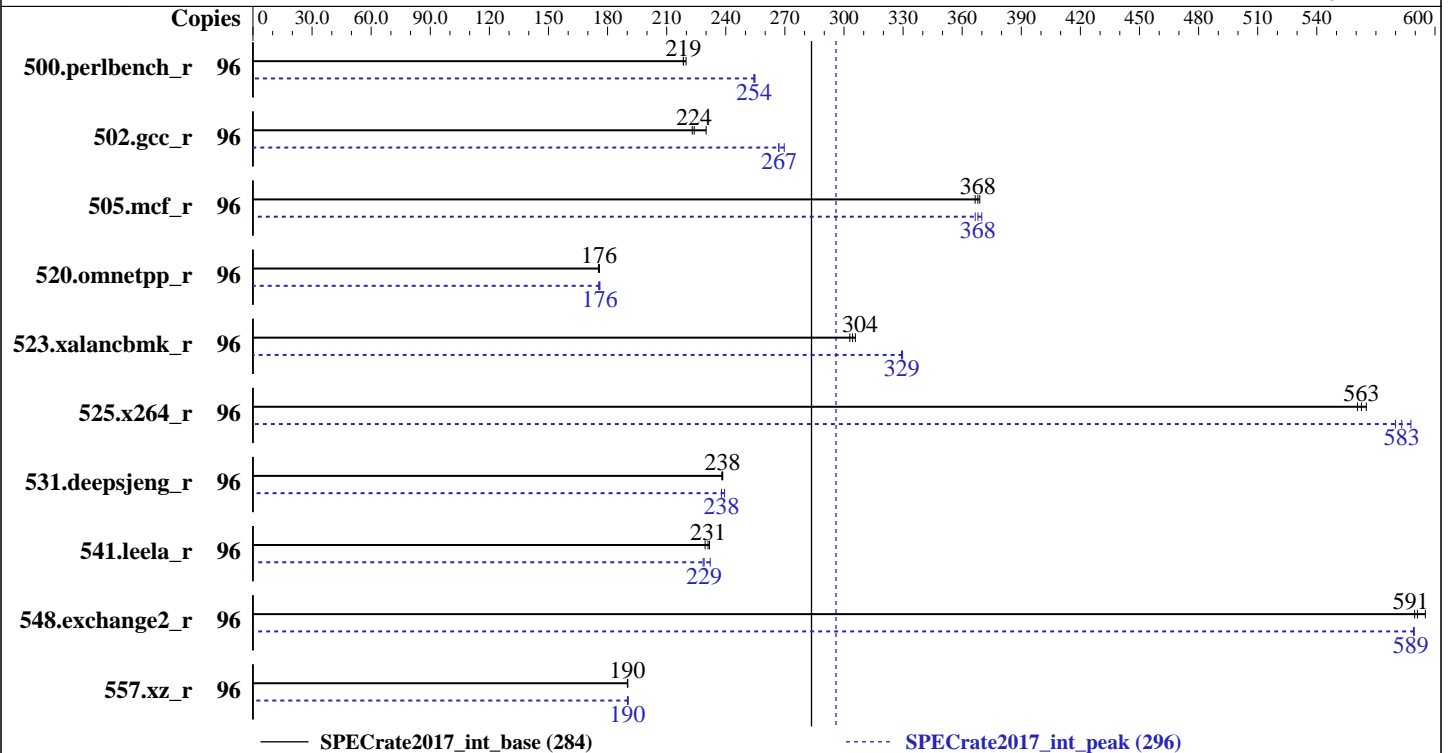 Copies 0 30.0 60.0 90.0 120 150 180 210 240 270 300 330 360 390 420 450 480 510 540 600
219
500.perlbench_r 96
254
224
502.gcc_r 96
267
368
505.mcf_r 96
368
176
520.omnetpp_r 96
176
304
523.xalancbmk_r 96
329
563
525.x264_r 96
583
238
531.deepsjeng_r 96
238
231
541.leela_r 96
229
591
548.exchange2_r 96
589
190
557.xz_r 96
190
SPECrate2017_int_base (284) SPECrate2017_int_peak (296)